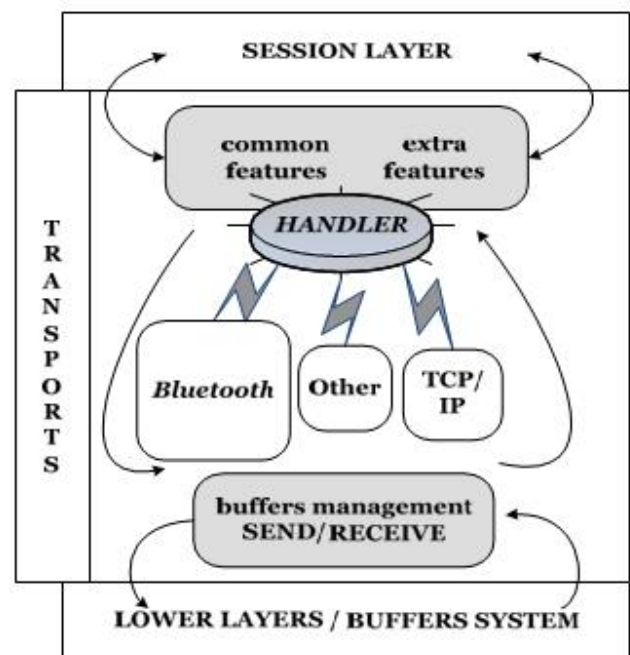 SESSION LAYER
common features
extra features
HANDLER
TRANSPORTS
Bluetooth
Other
TCP/
IP
buffers management
SEND/RECEIVE
LOWER LAYERS / BUFFERS SYSTEM